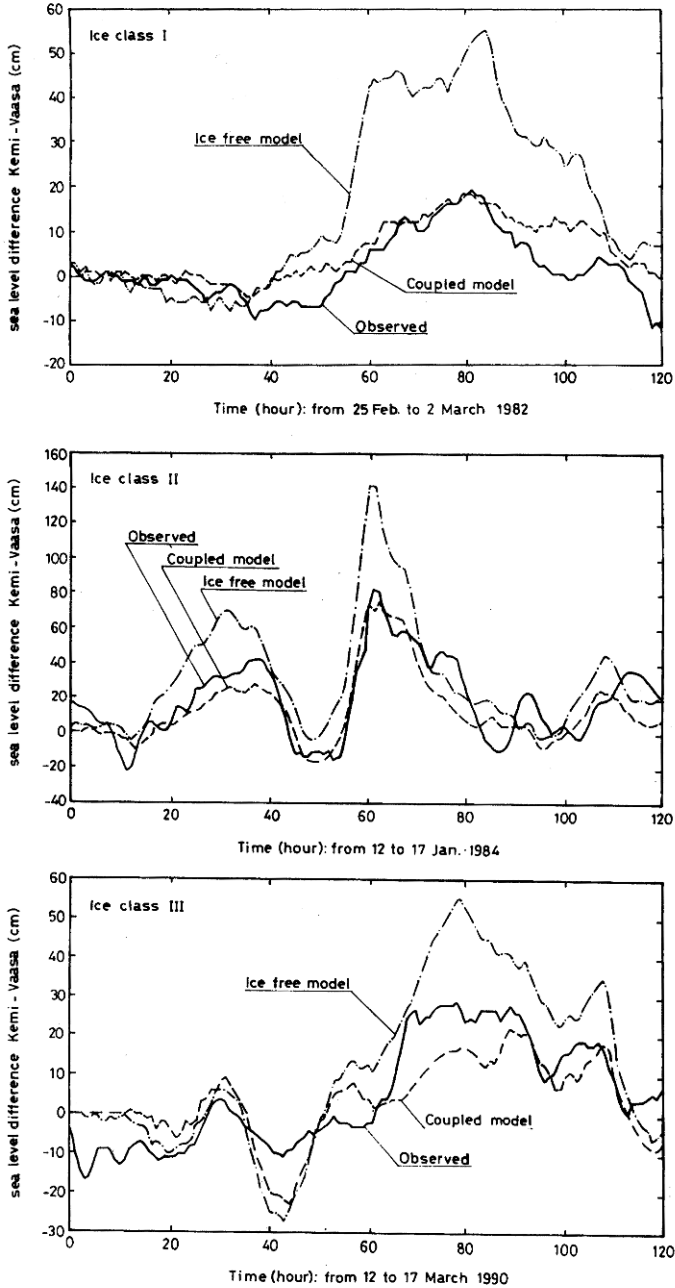 Ice class I
sea level difference Kemi-Vaasa (cm)
60
50
40
30
20
10
0
-10
-20
Ice free model
Coupled model
Observed
0 20 40 60 80 100 120
Time (hour): from 25 Feb. to 2 March 1982
Ice class II
sea level difference Kemi-Vaasa (cm)
160
140
120
100
80
60
40
20
0
-20
-40
Observed
Coupled model
Ice free model
0 20 40 60 80 100 120
Time (hour): from 12 to 17 Jan. 1984
Ice class III
sea level difference Kemi-Vaasa (cm)
60
50
40
30
20
10
0
-10
-20
-30
Ice free model
Coupled model
Observed
0 20 40 60 80 100 120
Time (hour): from 12 to 17 March 1990